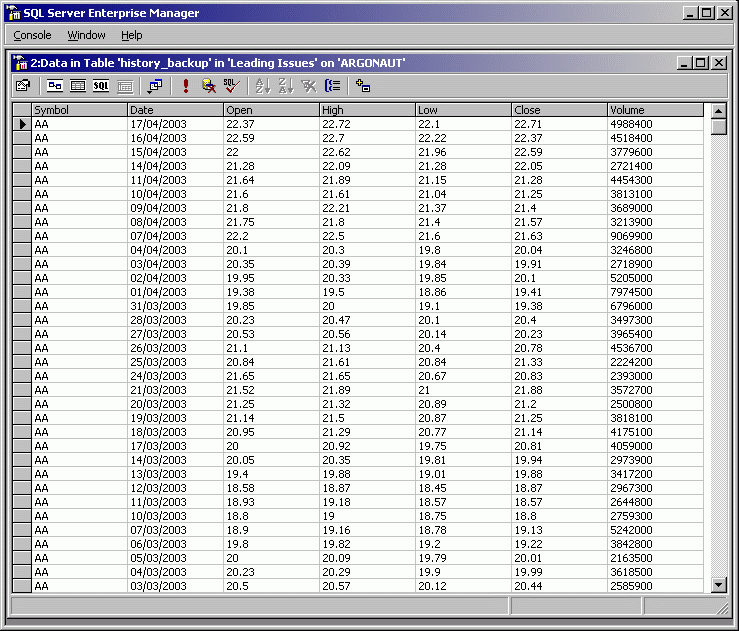 SQL Server Enterprise Manager
Console Window Help
2:Data in Table 'history_backup' in 'Leading Issues' on 'ARGONAUT'
SQL SQL A Z Z A
Symbol Date Open High Low Close Volume
AA 17/04/2003 22.37 22.72 22.1 22.71 4988400
AA 16/04/2003 22.59 22.7 22.22 22.37 4518400
AA 15/04/2003 22 22.62 21.96 22.59 3779600
AA 14/04/2003 21.28 22.09 21.28 22.05 2721400
AA 11/04/2003 21.64 21.89 21.15 21.28 4454300
AA 10/04/2003 21.6 21.61 21.04 21.25 3813100
AA 09/04/2003 21.8 22.21 21.37 21.4 3689000
AA 08/04/2003 21.75 21.8 21.4 21.57 3213900
AA 07/04/2003 22.2 22.5 21.6 21.63 9069900
AA 04/04/2003 20.1 20.3 19.8 20.04 3246800
AA 03/04/2003 20.35 20.39 19.84 19.91 2718900
AA 02/04/2003 19.95 20.33 19.85 20.1 5205000
AA 01/04/2003 19.38 19.5 18.86 19.41 7974500
AA 31/03/2003 19.85 20 19.1 19.38 6796000
AA 28/03/2003 20.23 20.47 20.1 20.4 3497300
AA 27/03/2003 20.53 20.56 20.14 20.23 3965400
AA 26/03/2003 21.1 21.13 20.4 20.78 4536700
AA 25/03/2003 20.84 21.61 20.84 21.33 2224200
AA 24/03/2003 21.65 21.65 20.67 20.83 2393000
AA 21/03/2003 21.52 21.89 21 21.88 3572700
AA 20/03/2003 21.25 21.32 20.89 21.2 2500800
AA 19/03/2003 21.14 21.5 20.87 21.25 3818100
AA 18/03/2003 20.95 21.29 20.77 21.14 4175100
AA 17/03/2003 20 20.92 19.75 20.81 4059000
AA 14/03/2003 20.05 20.35 19.81 19.94 2973900
AA 13/03/2003 19.4 19.88 19.01 19.88 3417200
AA 12/03/2003 18.58 18.87 18.45 18.87 2967300
AA 11/03/2003 18.93 19.18 18.57 18.57 2644800
AA 10/03/2003 18.8 19 18.75 18.8 2759300
AA 07/03/2003 18.9 19.16 18.78 19.13 5242000
AA 06/03/2003 19.8 19.82 19.2 19.22 3842800
AA 05/03/2003 20 20.09 19.79 20.01 2163500
AA 04/03/2003 20.23 20.29 19.9 19.99 3618500
AA 03/03/2003 20.5 20.57 20.12 20.44 2585900